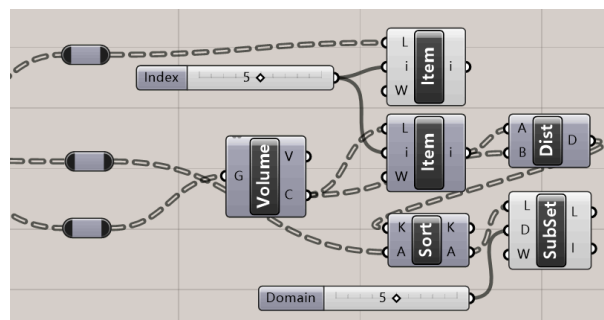 L
i Item i
W
Index 5
L
i Item i
W
V
G Volume
C
A Dist D
B
K Sort K
A A
L SubSet L
D
W I
Domain 5